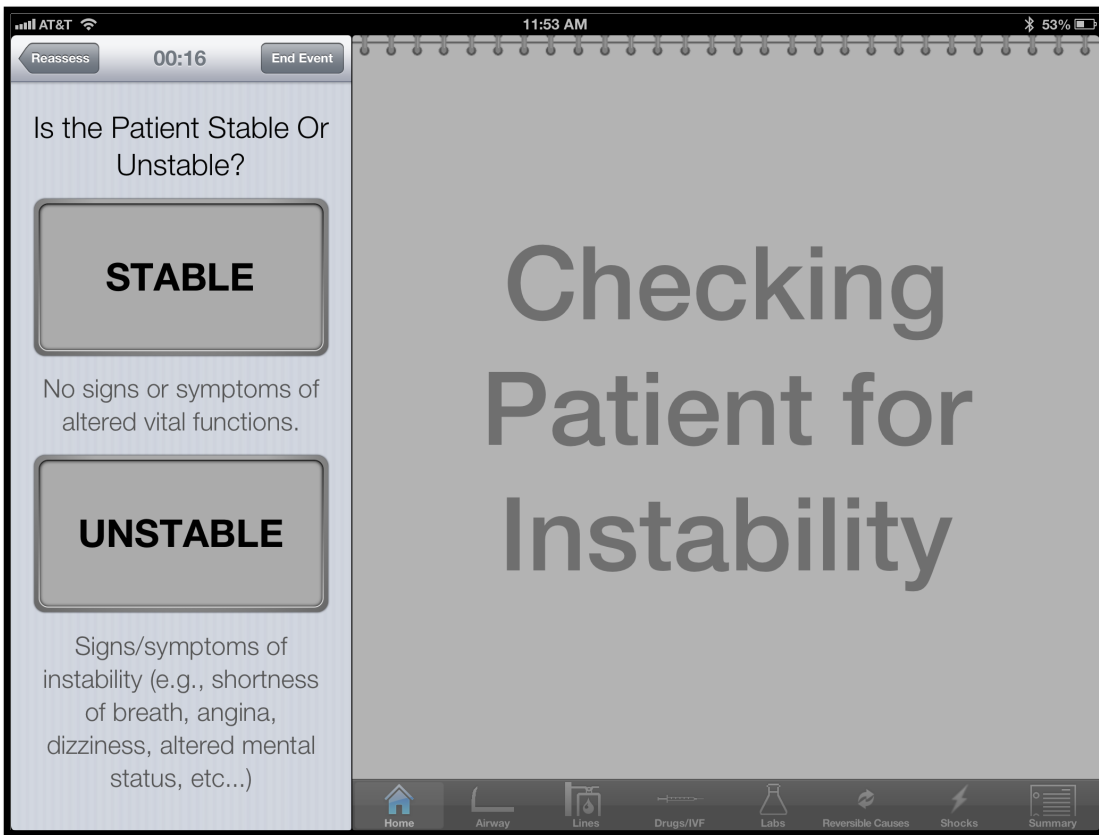 AT&T
11:53 AM
53%
Reassess
00:16
End Event
Is the Patient Stable Or
Unstable?
STABLE
No signs or symptoms of
altered vital functions.
UNSTABLE
Signs/symptoms of
instability (e.g., shortness
of breath, angina,
dizziness, altered mental
status, etc...)
Checking
Patient for
Instability
Home
Airway
Lines
Drugs/IVF
Labs
Reversible Causes
Shocks
Summary